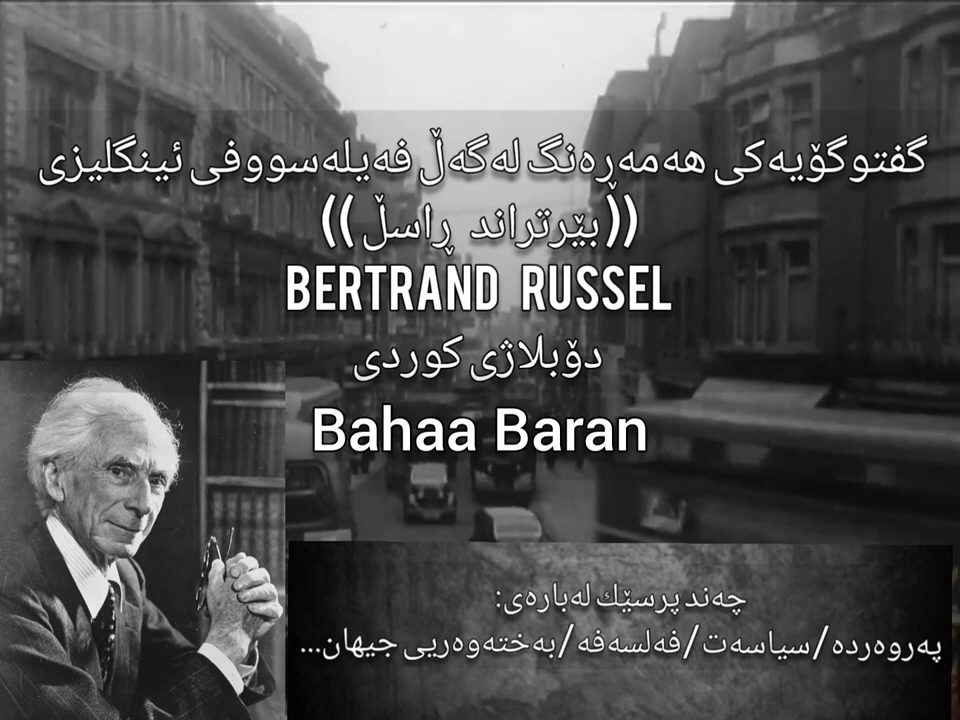 گفتوگۆیەکی هەمەڕەنگ لەگەڵ فەیلەسووفی ئینگلیزی
((بێرتراند ڕاسڵ))
BERTRAND RUSSEL
دۆبلاژی کوردی
Bahaa Baran
چەند پرسێك لەبارەی:
پەروەردە/سیاسەت/فەلسەفە/بەختەوەریی جیهان...